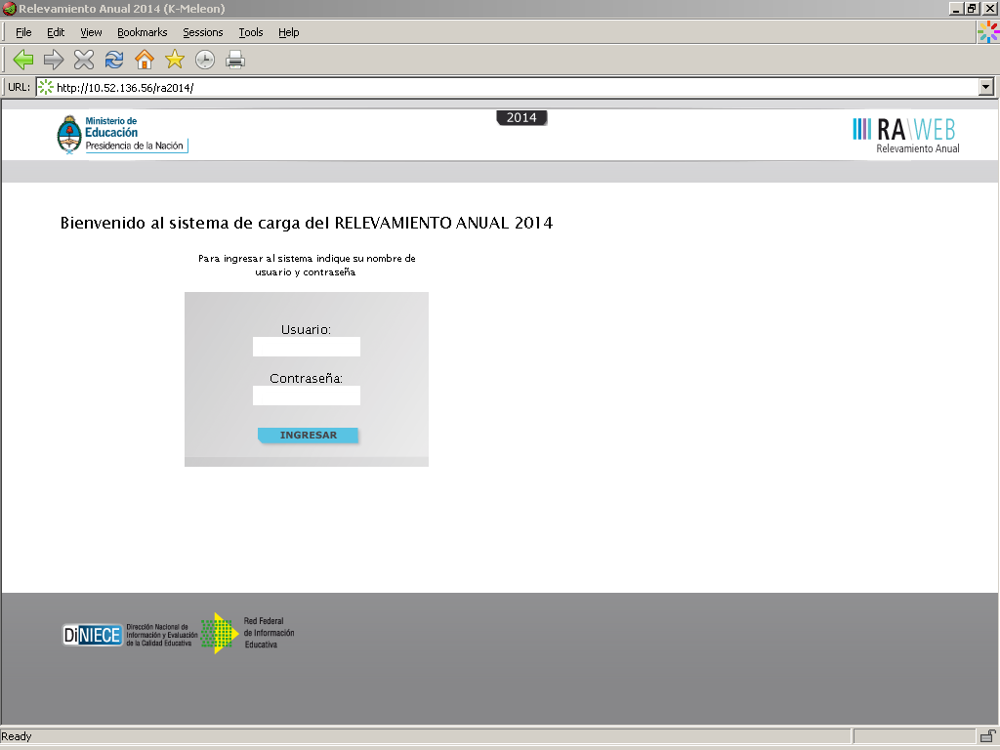 Relevamiento Anual 2014 (K-Meleon)
File Edit View Bookmarks Sessions Tools Help
URL: http://10.52.136.56/ra2014/
Ministerio de
Educación
Presidencia de la Nación
2014
RA\WEB
Relevamiento Anual
Bienvenido al sistema de carga del RELEVAMIENTO ANUAL 2014
Para ingresar al sistema indique su nombre de
usuario y contraseña
Usuario:
Contraseña:
INGRESAR
DiNIECE
Dirección Nacional de
Información y Evaluación
de la Calidad Educativa
Red Federal
de Información
Educativa
Ready